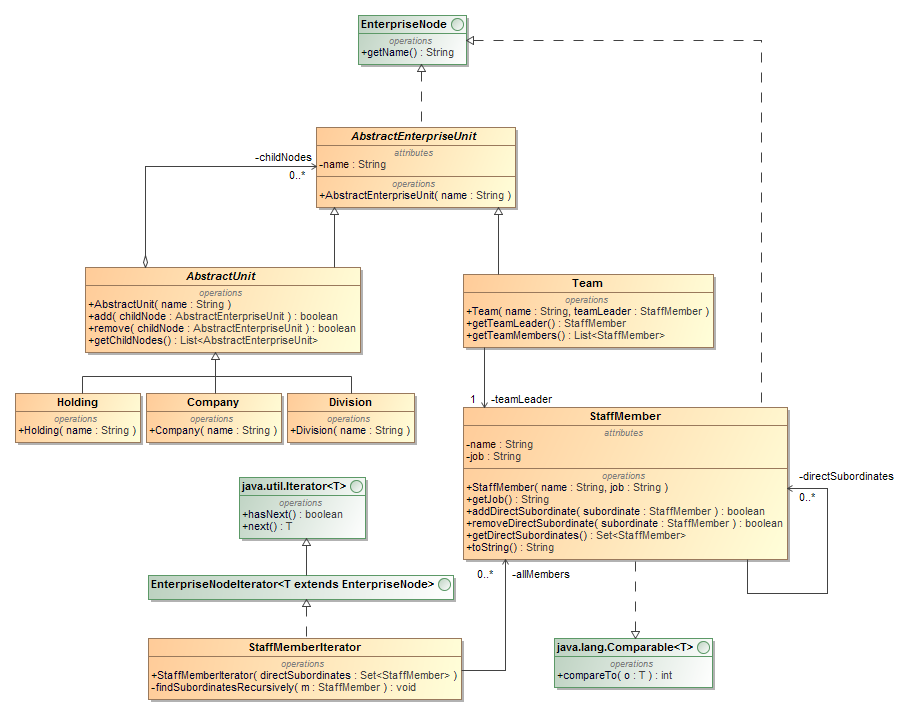 EnterpriseNode
operations
+getName() : String
AbstractEnterpriseUnit
attributes
-name : String
operations
+AbstractEnterpriseUnit( name : String )
-childNodes
0..*
AbstractUnit
operations
+AbstractUnit( name : String )
+add( childNode : AbstractEnterpriseUnit ) : boolean
+remove( childNode : AbstractEnterpriseUnit ) : boolean
+getChildNodes() : List<AbstractEnterpriseUnit>
Team
operations
+Team( name : String, teamLeader : StaffMember )
+getTeamLeader() : StaffMember
+getTeamMembers() : List<StaffMember>
Holding
operations
+Holding( name : String )
Company
operations
+Company( name : String )
Division
operations
+Division( name : String )
1
-teamLeader
StaffMember
attributes
-name : String
-job : String
operations
+StaffMember( name : String, job : String )
+getJob() : String
+addDirectSubordinate( subordinate : StaffMember ) : boolean
+removeDirectSubordinate( subordinate : StaffMember ) : boolean
+getDirectSubordinates() : Set<StaffMember>
+toString() : String
-directSubordinates
0..*
java.util.Iterator<T>
operations
+hasNext() : boolean
+next() : T
EnterpriseNodeIterator<T extends EnterpriseNode>
0..*
-allMembers
StaffMemberIterator
operations
+StaffMemberIterator( directSubordinates : Set<StaffMember> )
-findSubordinatesRecursively( m : StaffMember ) : void
java.lang.Comparable<T>
operations
+compareTo( o : T ) : int